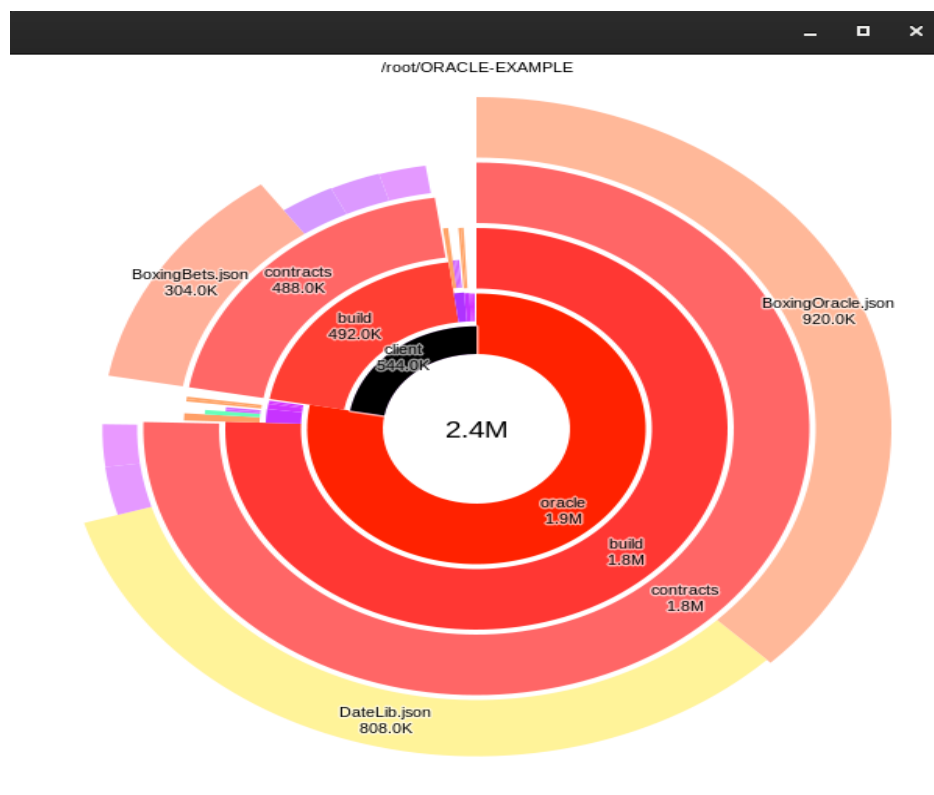 /root/ORACLE-EXAMPLE
BoxingBets.json
304.0K
contracts
488.0K
BoxingOracle.json
920.0K
build
492.0K
client
544.0K
2.4M
oracle
1.9M
build
1.8M
contracts
1.8M
DateLib.json
808.0K